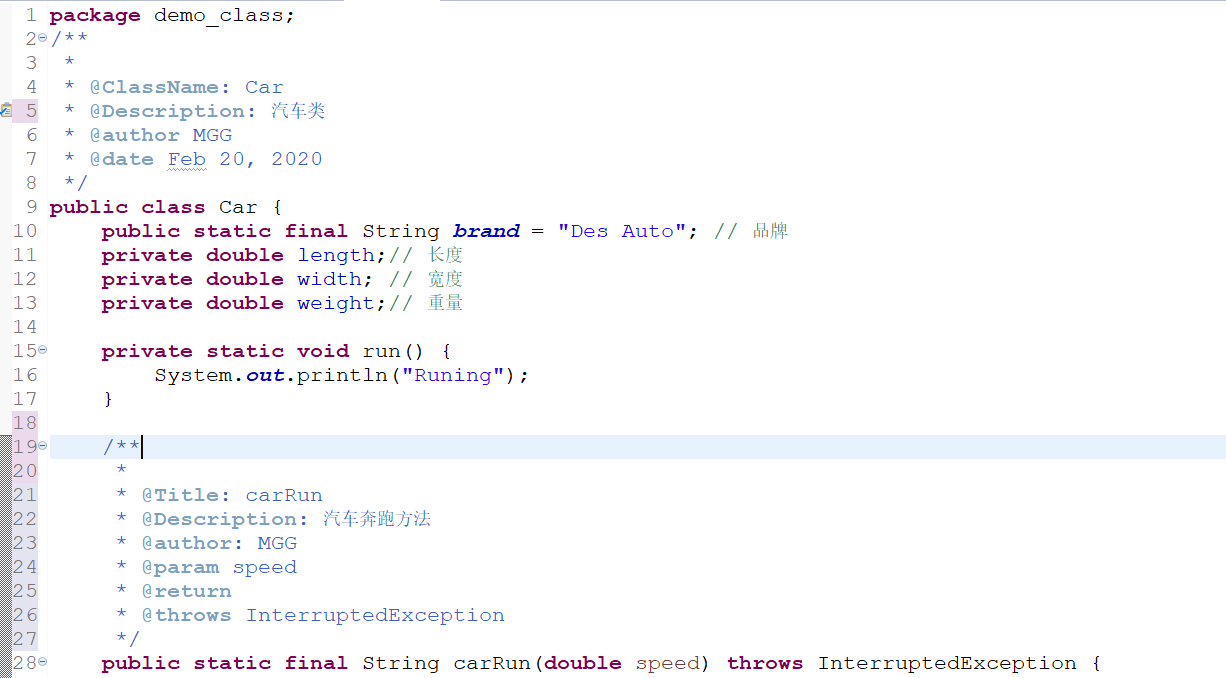 1 package demo_class;
2 /**
3  *
4  * @ClassName: Car
5  * @Description: 汽车类
6  * @author MGG
7  * @date Feb 20, 2020
8  */
9 public class Car {
10     public static final String brand = "Des Auto"; // 品牌
11     private double length;// 长度
12     private double width; // 宽度
13     private double weight;// 重量
14
15     private static void run() {
16         System.out.println("Runing");
17     }
18
19     /**
20      *
21      * @Title: carRun
22      * @Description: 汽车奔跑方法
23      * @author: MGG
24      * @param speed
25      * @return
26      * @throws InterruptedException
27      */
28     public static final String carRun(double speed) throws InterruptedException {